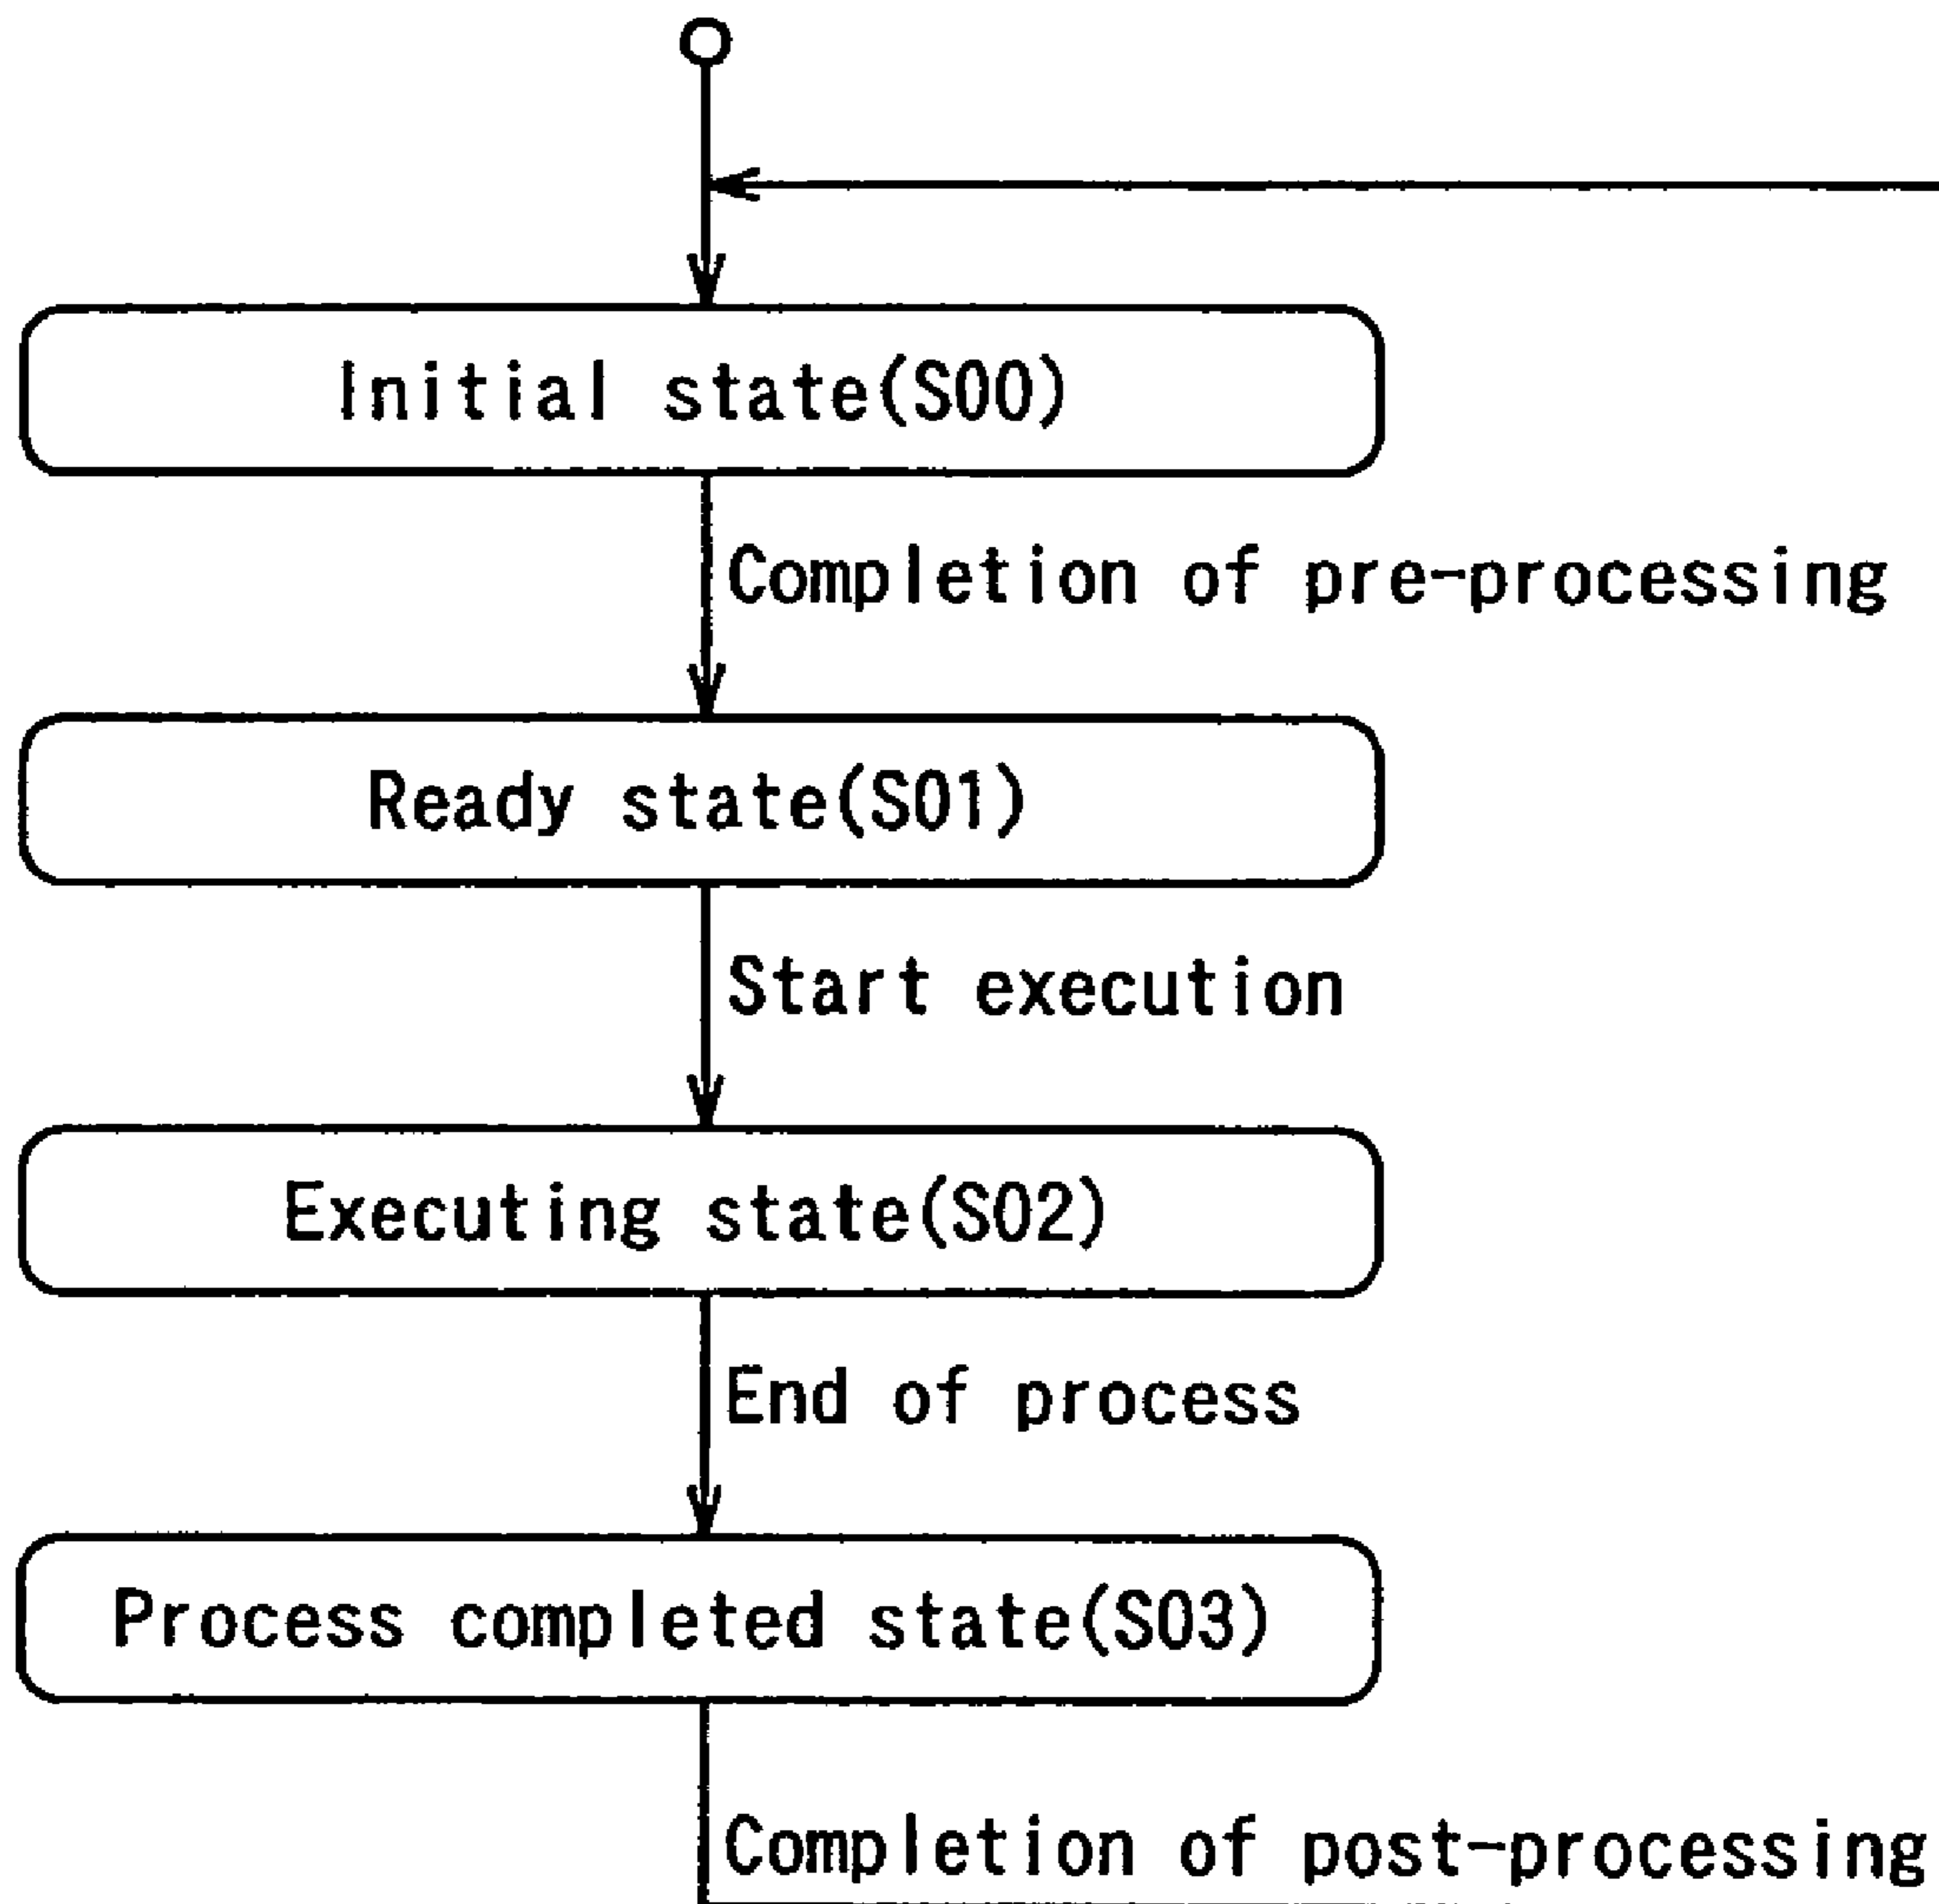 Initial state(S00)
Completion of pre-processing
Ready state(S01)
Start execution
Executing state(S02)
End of process
Process completed state(S03)
Completion of post-processing